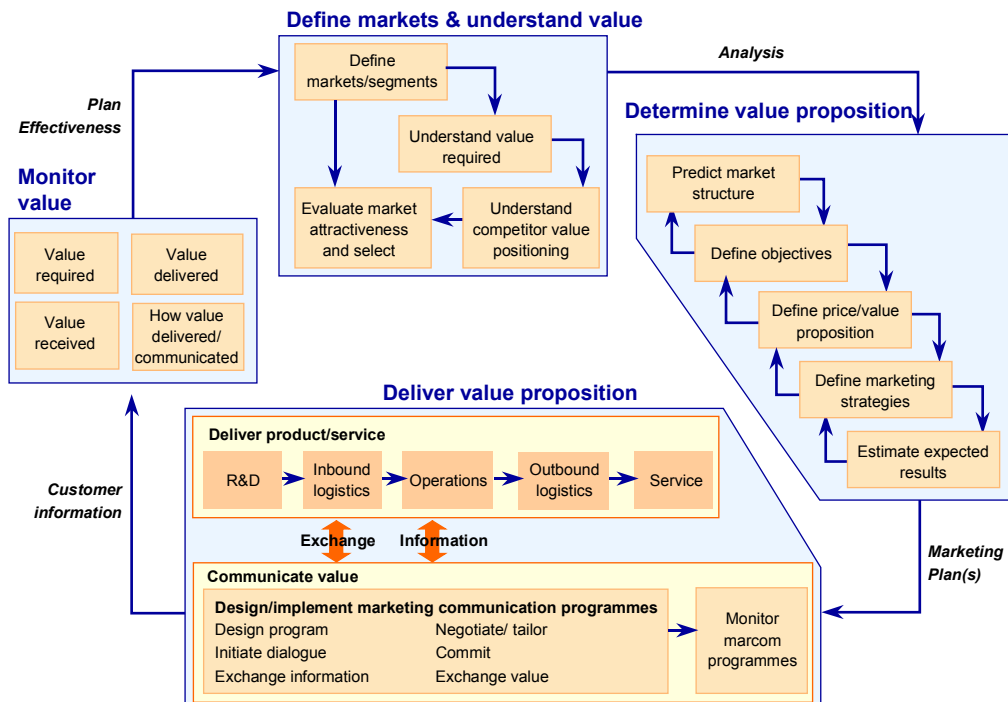 Define markets & understand value
Define
markets/segments
Understand value
required
Evaluate market
attractiveness
and select
Understand
competitor value
positioning
Analysis
Plan
Effectiveness
Determine value proposition
Predict market
structure
Define objectives
Define price/value
proposition
Define marketing
strategies
Estimate expected
results
Monitor
value
Value
required
Value
delivered
Value
received
How value
delivered/
communicated
Deliver value proposition
Deliver product/service
R&D
Inbound
logistics
Operations
Outbound
logistics
Service
Customer
information
Exchange
Information
Marketing
Plan(s)
Communicate value
Design/implement marketing communication programmes
Design program
Negotiate/ tailor
Initiate dialogue
Commit
Exchange information
Exchange value
Monitor
marcom
programmes